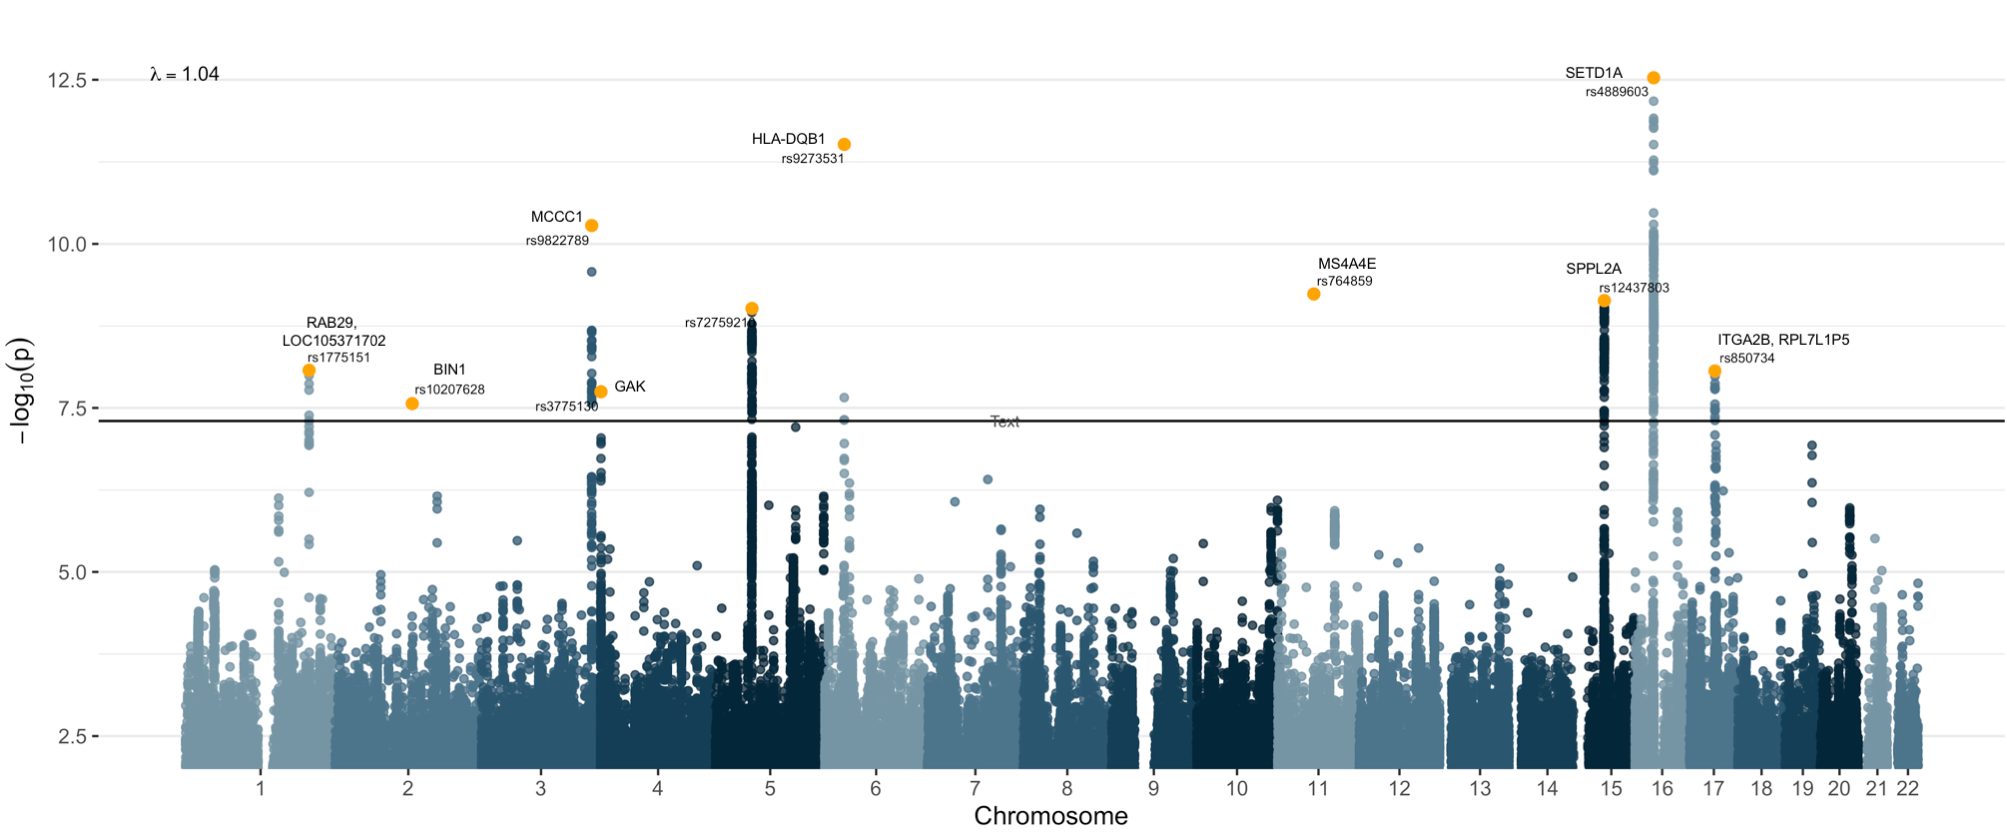 12.5
λ = 1.04
SETD1A
rs4889603
HLA-DQB1
rs9273531
10.0
MCCC1
rs9822789
MS4A4E
rs764859
SPPL2A
rs12437803
RAB29,
LOC105371702
rs1775151
ITGA2B, RPL7L1P5
rs850734
BIN1
rs10207628
GAK
rs3775130
7.5
Text
5.0
2.5
−log10(p)
1 2 3 4 5 6 7 8 9 10 11 12 13 14 15 16 17 18 19 20 21 22
Chromosome